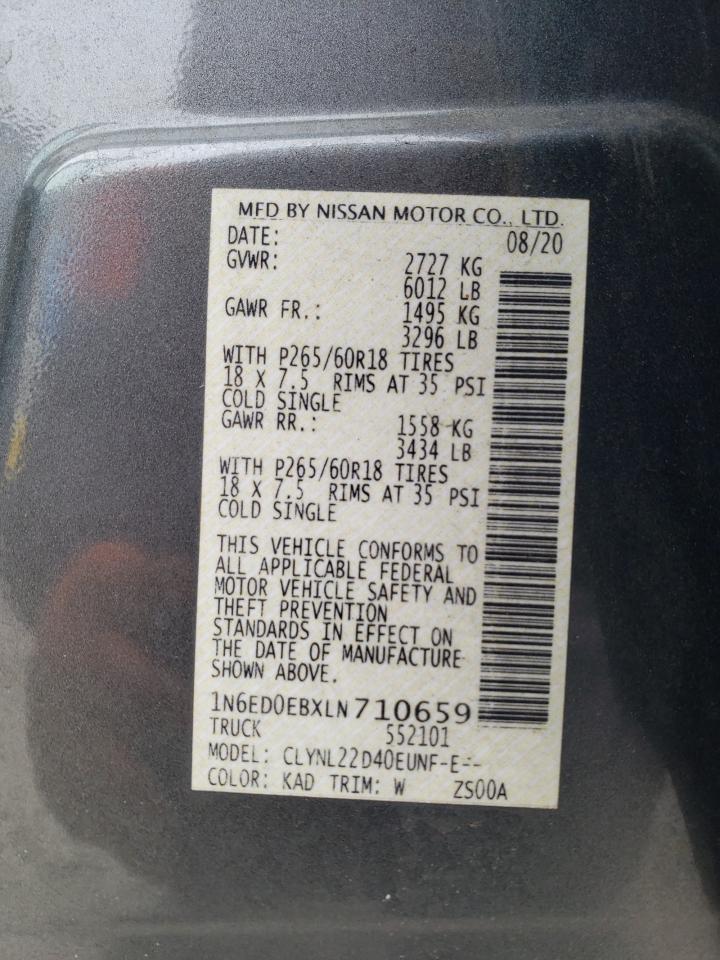 MFD BY NISSAN MOTOR CO., LTD.
DATE: 08/20
GVWR: 2727 KG
6012 LB
GAWR FR.: 1495 KG
3296 LB
WITH P265/60R18 TIRES
18 X 7.5 RIMS AT 35 PSI
COLD SINGLE
GAWR RR.: 1558 KG
3434 LB
WITH P265/60R18 TIRES
18 X 7.5 RIMS AT 35 PSI
COLD SINGLE
THIS VEHICLE CONFORMS TO
ALL APPLICABLE FEDERAL
MOTOR VEHICLE SAFETY AND
THEFT PREVENTION
STANDARDS IN EFFECT ON
THE DATE OF MANUFACTURE
SHOWN ABOVE.
1N6ED0EBXLN710659
TRUCK 552101
MODEL: CLYNL22D40EUNF-E--
COLOR: KAD TRIM: W ZS00A